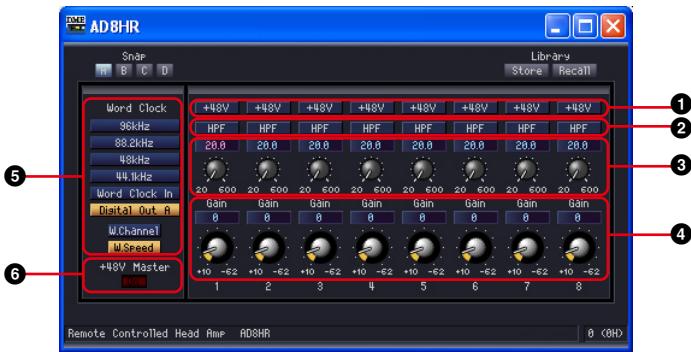 DME AD8HR
Snap
A B C D
Library
Store Recall
Word Clock
96kHz
88.2kHz
48kHz
44.1kHz
Word Clock In
Digital Out A
W.Channel
W.Speed
+48V Master
+48V +48V +48V +48V +48V +48V +48V +48V
HPF HPF HPF HPF HPF HPF HPF HPF
20.0 20.0 20.0 20.0 20.0 20.0 20.0 20.0
20 600 20 600 20 600 20 600 20 600 20 600 20 600 20 600
Gain Gain Gain Gain Gain Gain Gain Gain
0 0 0 0 0 0 0 0
+10 -62 +10 -62 +10 -62 +10 -62 +10 -62 +10 -62 +10 -62 +10 -62
1 2 3 4 5 6 7 8
Remote Controlled Head Amp AD8HR
0 (0H)
1
2
3
4
5
6